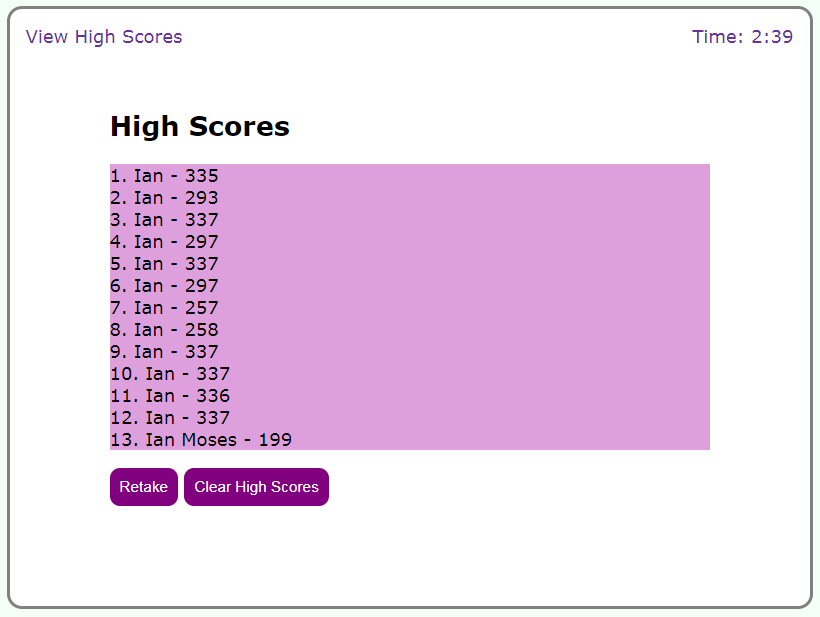 View High Scores
Time: 2:39
High Scores
1. Ian - 335
2. Ian - 293
3. Ian - 337
4. Ian - 297
5. Ian - 337
6. Ian - 297
7. Ian - 257
8. Ian - 258
9. Ian - 337
10. Ian - 337
11. Ian - 336
12. Ian - 337
13. Ian Moses - 199
Retake
Clear High Scores